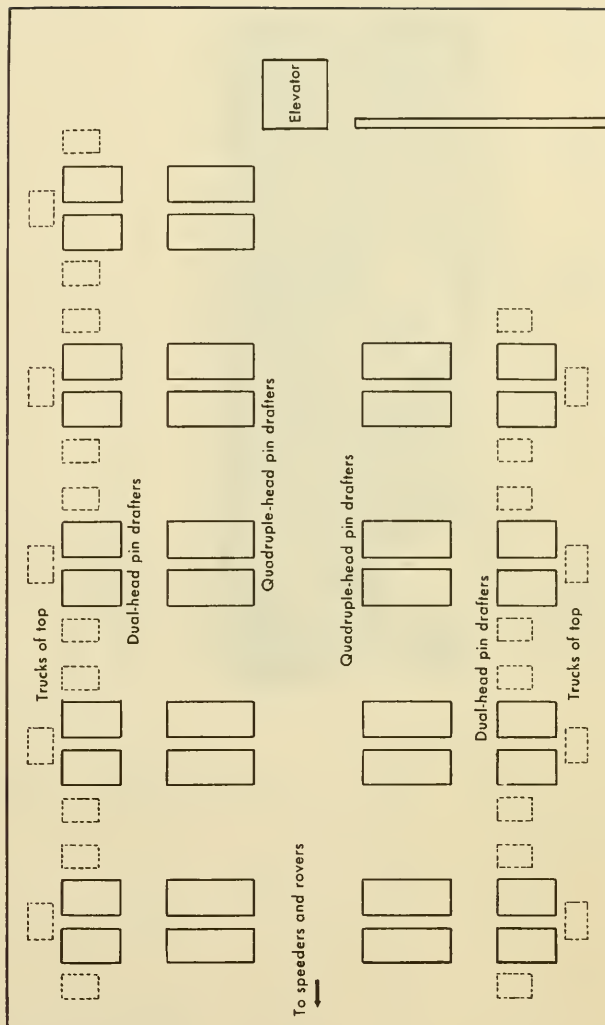 Trucks of top
Dual-head pin drafters
Quadruple-head pin drafters
To speeders and rovers
Elevator
Quadruple-head pin drafters
Dual-head pin drafters
Trucks of top